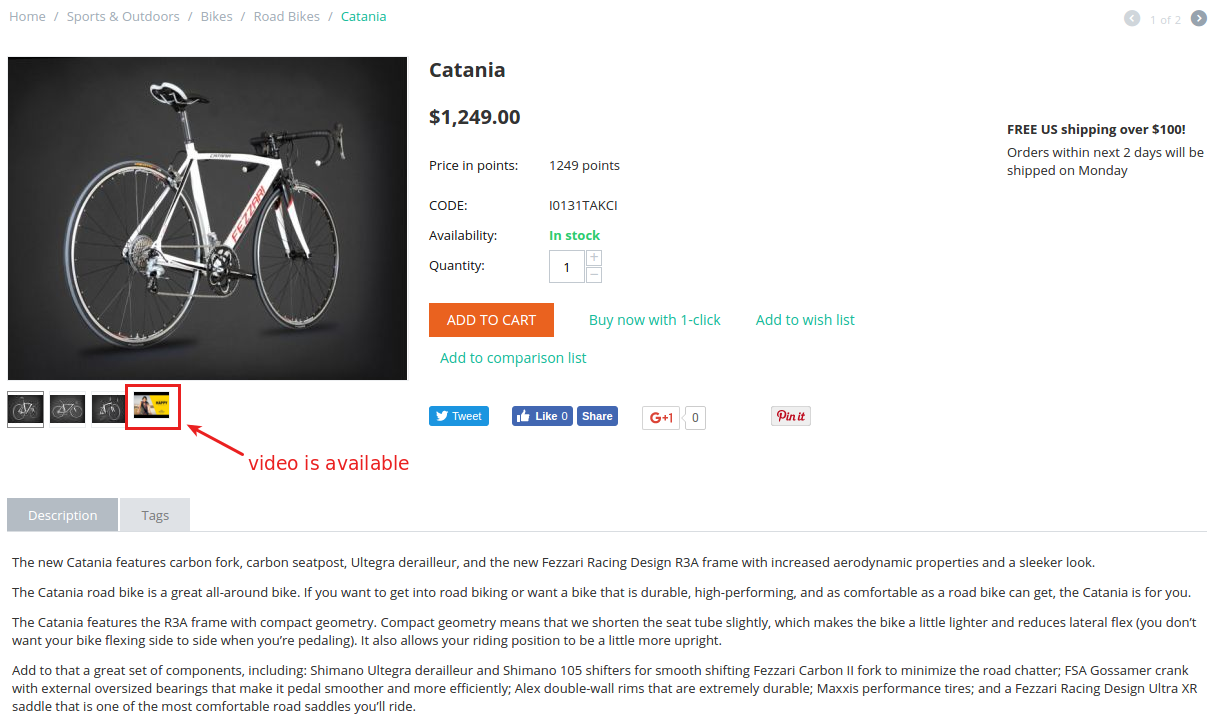 Home / Sports & Outdoors / Bikes / Road Bikes / Catania
1 of 2
Catania
$1,249.00
FREE US shipping over $100!
Orders within next 2 days will be
shipped on Monday
Price in points: 1249 points
CODE: I0131TAKCI
Availability: In stock
Quantity: 1 + −
CATANIA
FEZZARI
ADD TO CART Buy now with 1-click Add to wish list
Add to comparison list
HAPPY
Tweet Like 0 Share G+1 0 Pin it
video is available
Description Tags
The new Catania features carbon fork, carbon seatpost, Ultegra derailleur, and the new Fezzari Racing Design R3A frame with increased aerodynamic properties and a sleeker look.
The Catania road bike is a great all-around bike. If you want to get into road biking or want a bike that is durable, high-performing, and as comfortable as a road bike can get, the Catania is for you.
The Catania features the R3A frame with compact geometry. Compact geometry means that we shorten the seat tube slightly, which makes the bike a little lighter and reduces lateral flex (you don’t
want your bike flexing side to side when you’re pedaling). It also allows your riding position to be a little more upright.
Add to that a great set of components, including: Shimano Ultegra derailleur and Shimano 105 shifters for smooth shifting Fezzari Carbon II fork to minimize the road chatter; FSA Gossamer crank
with external oversized bearings that make it pedal smoother and more efficiently; Alex double-wall rims that are extremely durable; Maxxis performance tires; and a Fezzari Racing Design Ultra XR
saddle that is one of the most comfortable road saddles you’ll ride.